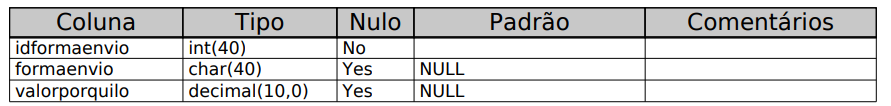 Coluna Tipo Nulo Padrão Comentários
idformaenvio int(40) No
formaenvio char(40) Yes NULL
valorporquilo decimal(10,0) Yes NULL